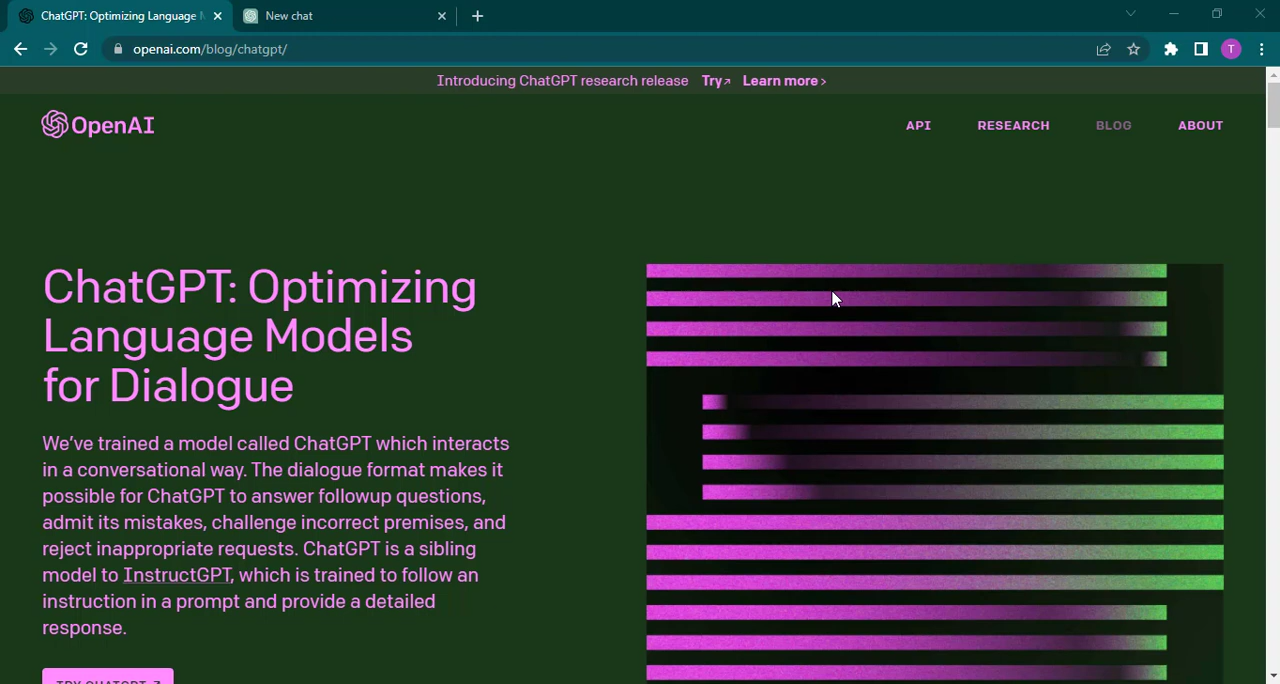 ChatGPT: Optimizing Language M
New chat
openai.com/blog/chatgpt/
T
Introducing ChatGPT research release Try↗ Learn more ›
OpenAI
API RESEARCH BLOG ABOUT
ChatGPT: Optimizing
Language Models
for Dialogue
We’ve trained a model called ChatGPT which interacts
in a conversational way. The dialogue format makes it
possible for ChatGPT to answer followup questions,
admit its mistakes, challenge incorrect premises, and
reject inappropriate requests. ChatGPT is a sibling
model to InstructGPT, which is trained to follow an
instruction in a prompt and provide a detailed
response.
TRY CHATGPT ↗